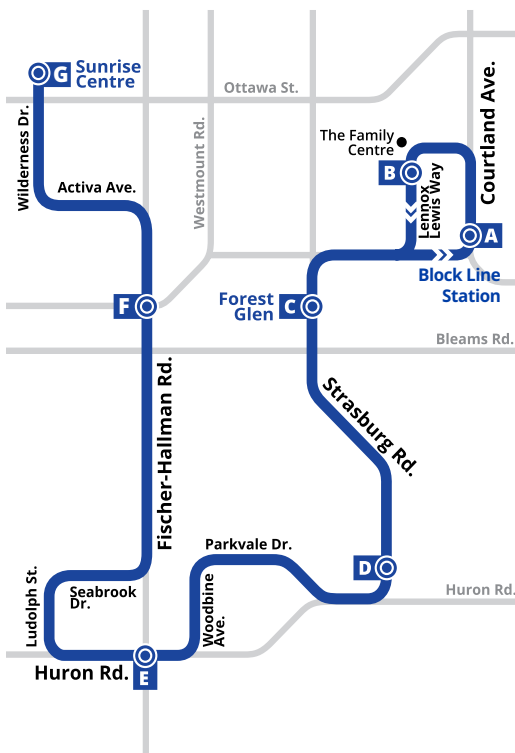 G
Sunrise
Centre
Ottawa St.
Courtland Ave.
Wilderness Dr.
Westmount Rd.
The Family
Centre
B
Activa Ave.
Lennox
Lewis Way
A
Block Line
Station
F
Forest
Glen
C
Bleams Rd.
Fischer-Hallman Rd.
Strasburg Rd.
Parkvale Dr.
D
Ludolph St.
Seabrook
Dr.
Woodbine
Ave.
Huron Rd.
Huron Rd.
E